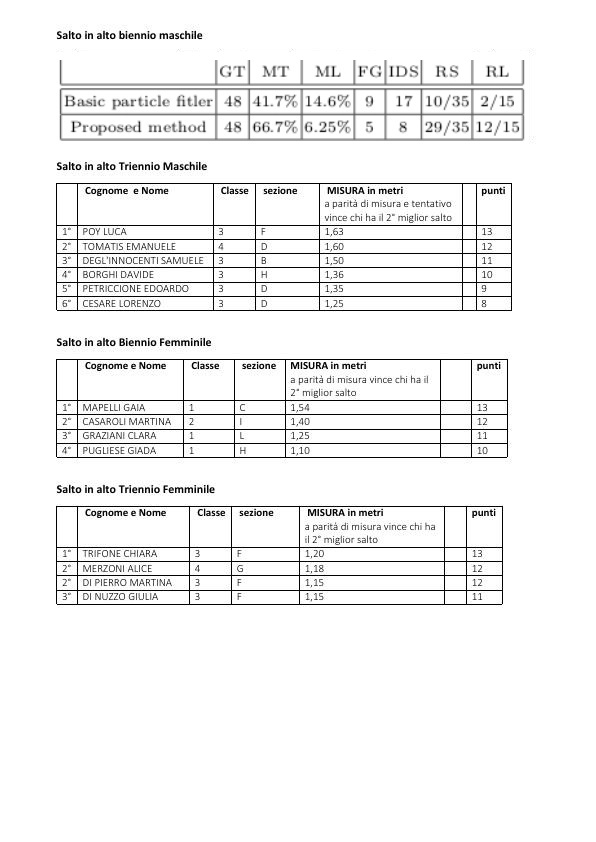 Salto in alto biennio maschile
GT MT ML FG IDS RS RL
Basic particle fitler 48 41.7% 14.6% 9 17 10/35 2/15
Proposed method 48 66.7% 6.25% 5 8 29/35 12/15
Salto in alto Triennio Maschile
Cognome e Nome Classe sezione MISURA in metri punti
a parità di misura e tentativo
vince chi ha il 2° miglior salto
1° POY LUCA 3 F 1,63 13
2° TOMATIS EMANUELE 4 D 1,60 12
3° DEGL'INNOCENTI SAMUELE 3 B 1,50 11
4° BORGHI DAVIDE 3 H 1,36 10
5° PETRICCIONE EDOARDO 3 D 1,35 9
6° CESARE LORENZO 3 D 1,25 8
Salto in alto Biennio Femminile
Cognome e Nome Classe sezione MISURA in metri punti
a parità di misura vince chi ha il
2° miglior salto
1° MAPELLI GAIA 1 C 1,54 13
2° CASAROLI MARTINA 2 I 1,40 12
3° GRAZIANI CLARA 1 L 1,25 11
4° PUGLIESE GIADA 1 H 1,10 10
Salto in alto Triennio Femminile
Cognome e Nome Classe sezione MISURA in metri punti
a parità di misura vince chi ha
il 2° miglior salto
1° TRIFONE CHIARA 3 F 1,20 13
2° MERZONI ALICE 4 G 1,18 12
2° DI PIERRO MARTINA 3 F 1,15 12
3° DI NUZZO GIULIA 3 F 1,15 11